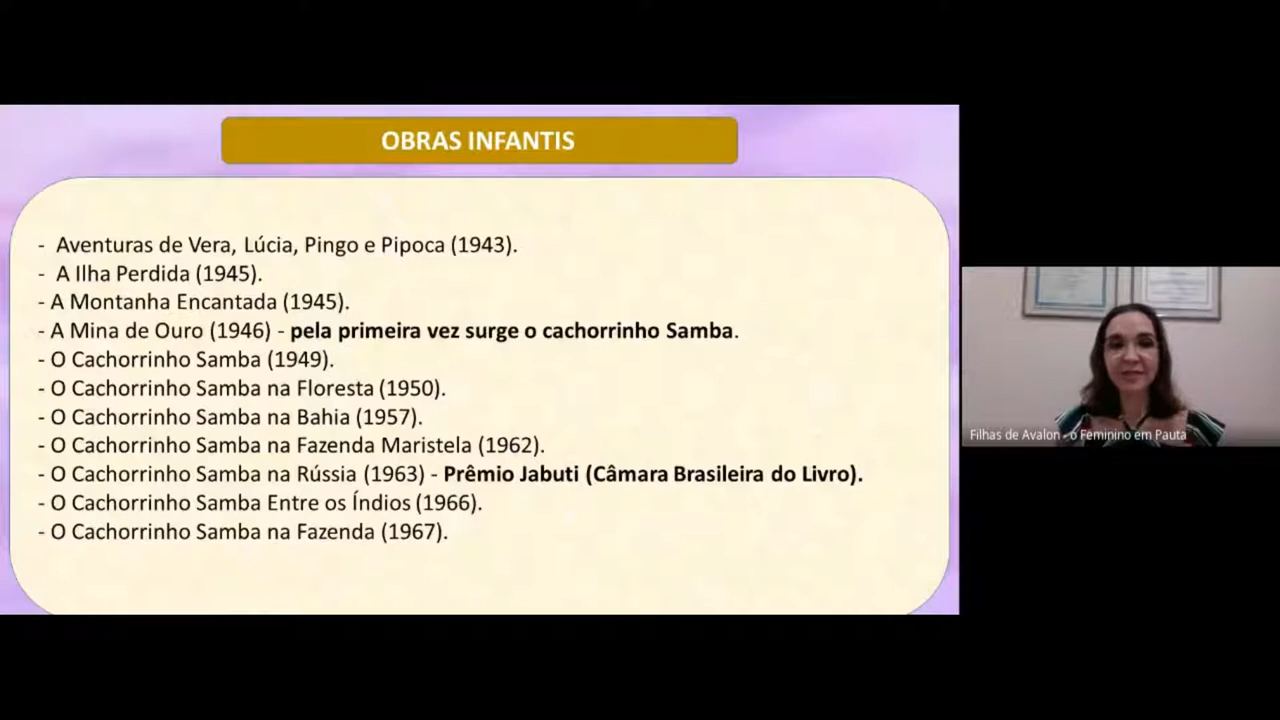 OBRAS INFANTIS
- Aventuras de Vera, Lúcia, Pingo e Pipoca (1943).
- A Ilha Perdida (1945).
- A Montanha Encantada (1945).
- A Mina de Ouro (1946) - pela primeira vez surge o cachorrinho Samba.
- O Cachorrinho Samba (1949).
- O Cachorrinho Samba na Floresta (1950).
- O Cachorrinho Samba na Bahia (1957).
- O Cachorrinho Samba na Fazenda Maristela (1962).
- O Cachorrinho Samba na Rússia (1963) - Prêmio Jabuti (Câmara Brasileira do Livro).
- O Cachorrinho Samba Entre os Índios (1966).
- O Cachorrinho Samba na Fazenda (1967).
Filhas de Avalon - o Feminino em Pauta